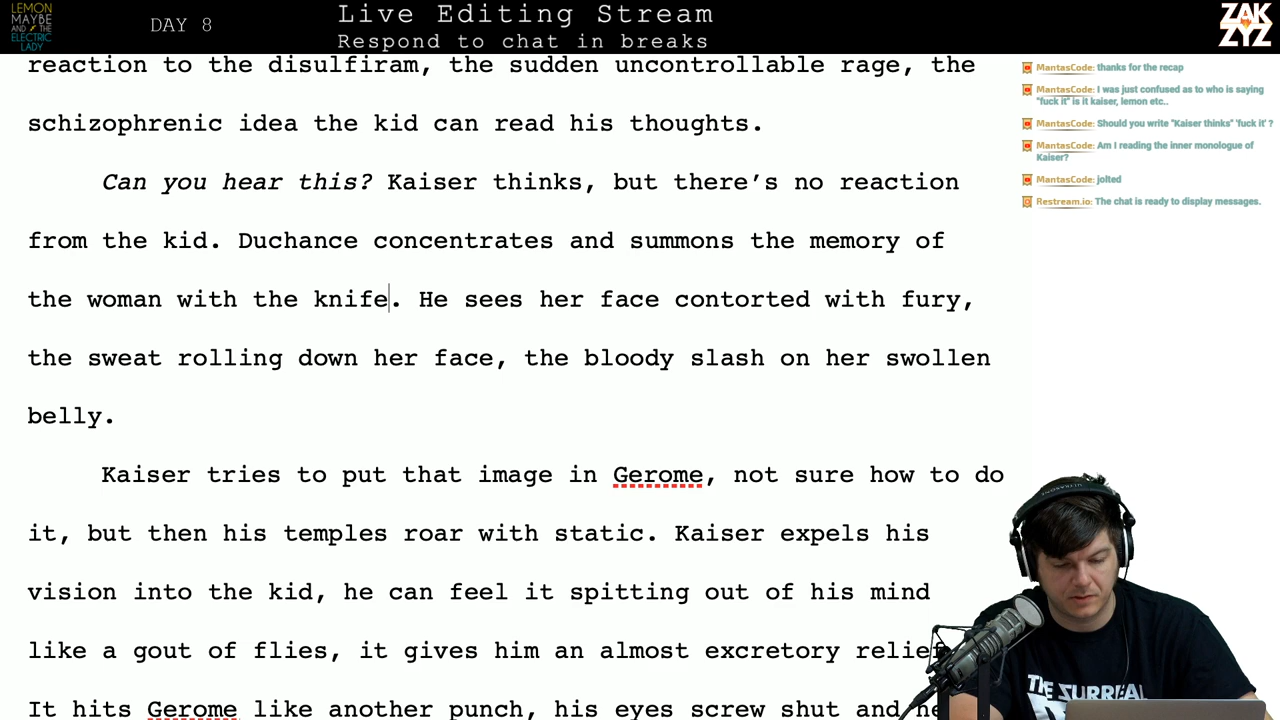 LEMON
MAYBE
AND THE
ELECTRIC
LADY
DAY 8
Live Editing Stream
Respond to chat in breaks
ZAK
ZYZ
reaction to the disulfiram, the sudden uncontrollable rage, the
schizophrenic idea the kid can read his thoughts.
Can you hear this? Kaiser thinks, but there’s no reaction
from the kid. Duchance concentrates and summons the memory of
the woman with the knife. He sees her face contorted with fury,
the sweat rolling down her face, the bloody slash on her swollen
belly.
Kaiser tries to put that image in Gerome, not sure how to do
it, but then his temples roar with static. Kaiser expels his
vision into the kid, he can feel it spitting out of his mind
like a gout of flies, it gives him an almost excretory relief
It hits Gerome like another punch, his eyes screw shut and he
MantasCode: thanks for the recap
MantasCode: I was just confused as to who is saying
"fuck it" is it kaiser, lemon etc..
MantasCode: Should you write "Kaiser thinks" 'fuck it' ?
MantasCode: Am I reading the inner monologue of
Kaiser?
MantasCode: jolted
Restream.io: The chat is ready to display messages.
ULTRASONE
THE SURREAL